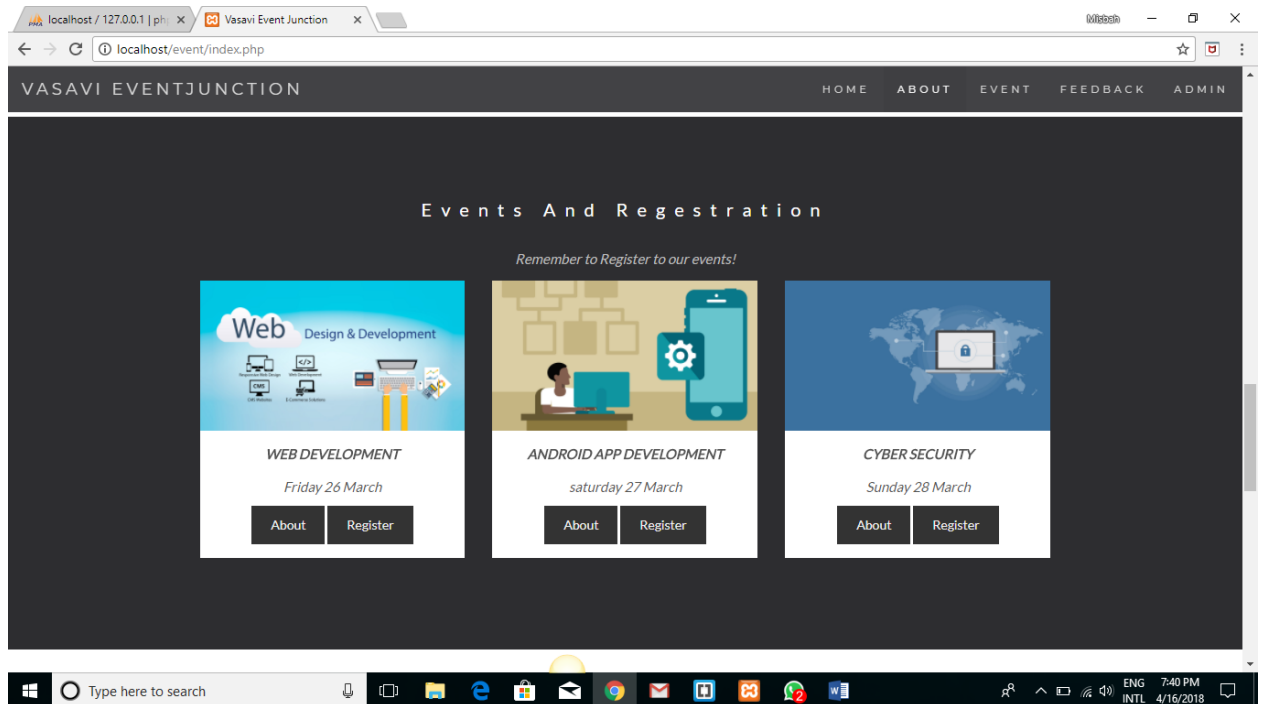 localhost / 127.0.0.1 | ph
Vasavi Event Junction
Misbah
localhost/event/index.php
VASAVI EVENTJUNCTION
HOME ABOUT EVENT FEEDBACK ADMIN
Events And Regestration
Remember to Register to our events!
Web Design & Development
CMS
WEB DEVELOPMENT
Friday 26 March
About Register
ANDROID APP DEVELOPMENT
saturday 27 March
About Register
CYBER SECURITY
Sunday 28 March
About Register
Type here to search
2
ENG
INTL
7:40 PM
4/16/2018